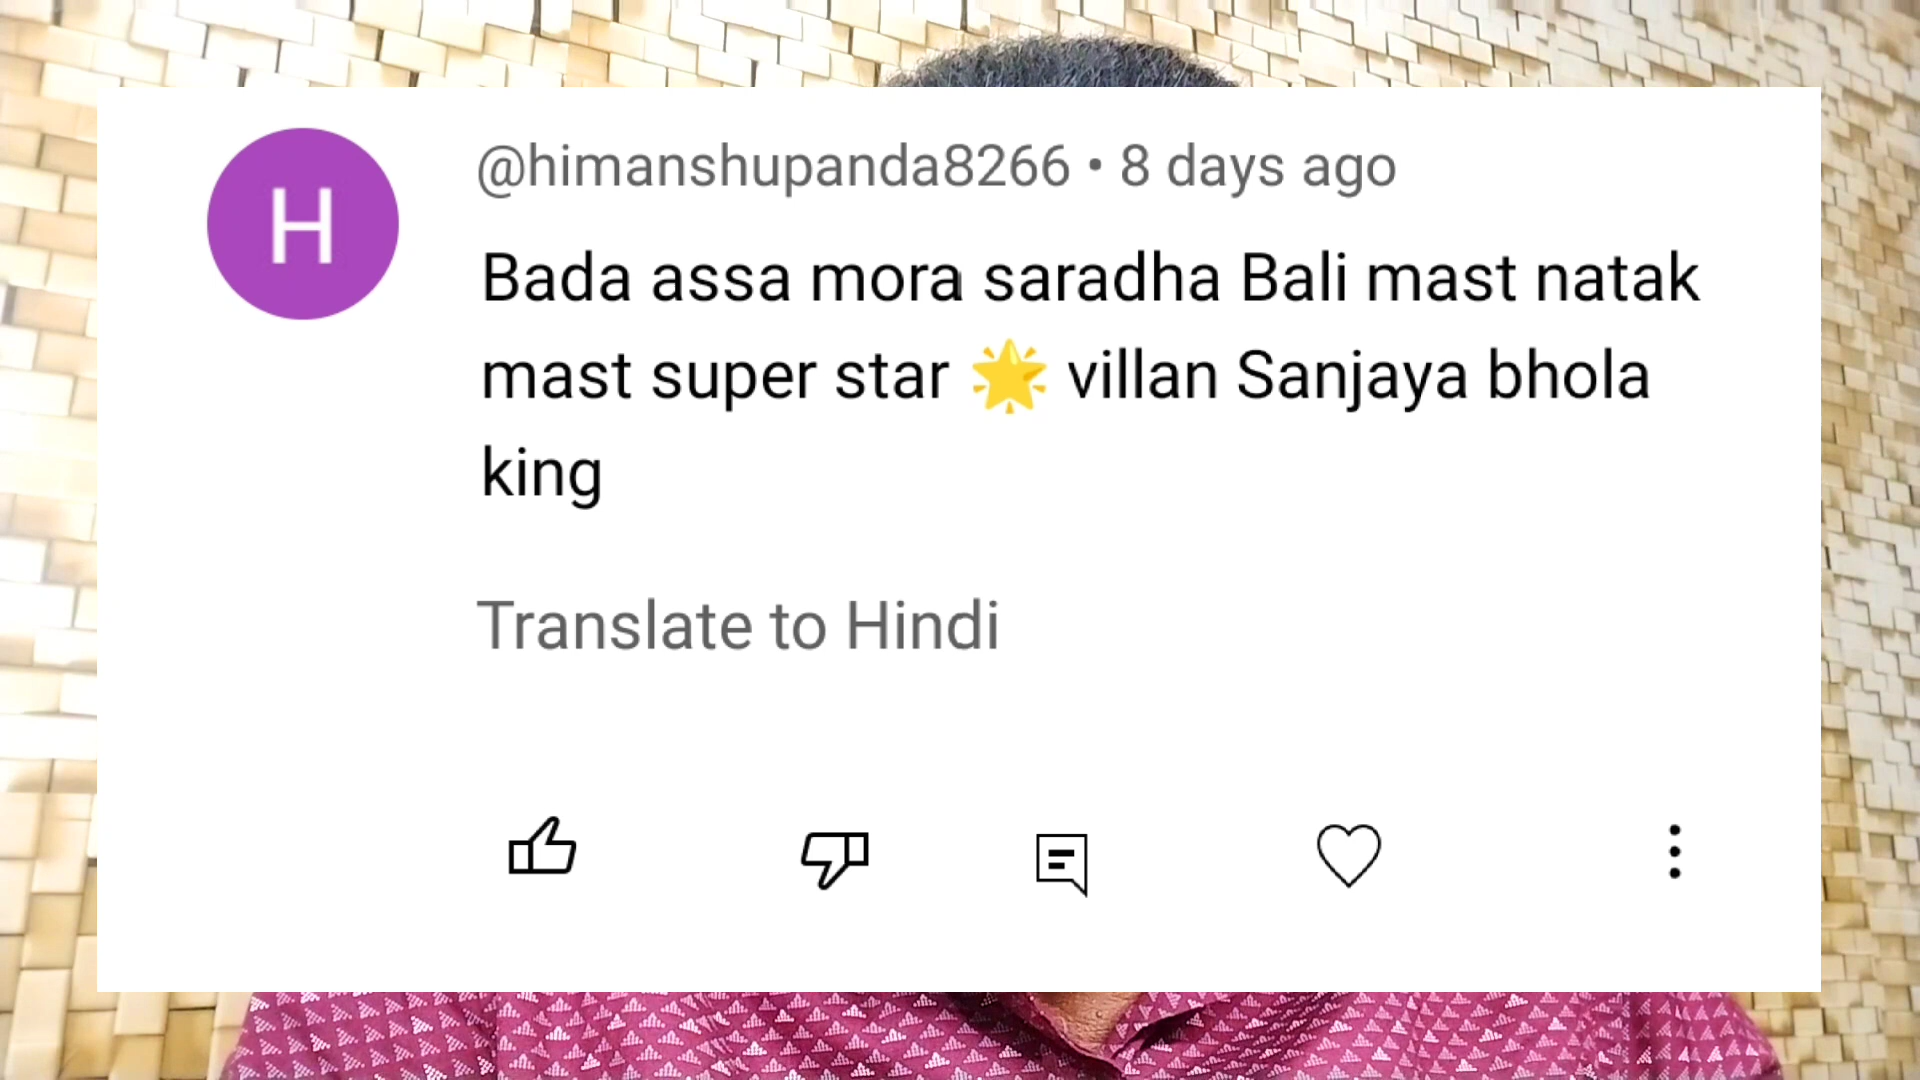 H
@himanshupanda8266 • 8 days ago
Bada assa mora saradha Bali mast natak
mast super star 🌟 villan Sanjaya bhola
king
Translate to Hindi